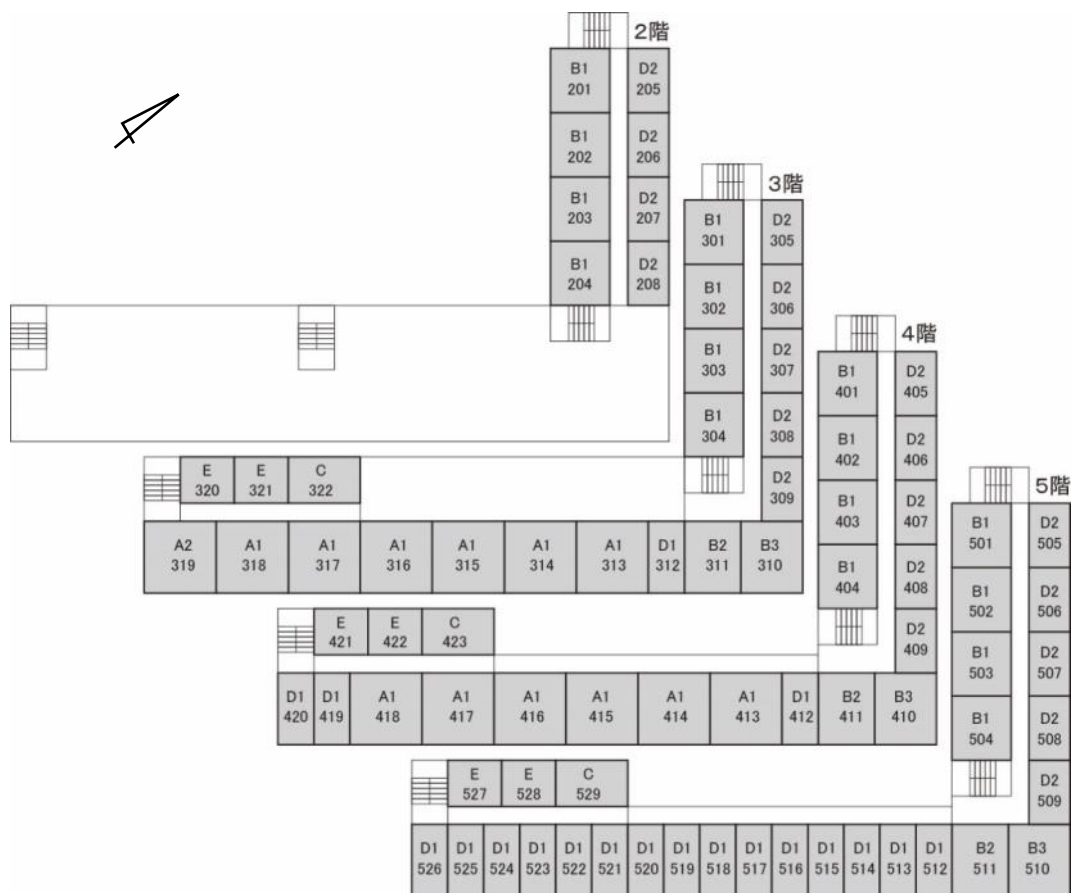 2階
B1
201
D2
205
B1
202
D2
206
B1
203
D2
207
B1
204
D2
208
3階
B1
301
D2
305
B1
302
D2
306
B1
303
D2
307
B1
304
D2
308
D2
309
E
320
E
321
C
322
A2
319
A1
318
A1
317
A1
316
A1
315
A1
314
A1
313
D1
312
B2
311
B3
310
4階
B1
401
D2
405
B1
402
D2
406
B1
403
D2
407
B1
404
D2
408
D2
409
E
421
E
422
C
423
D1
420
D1
419
A1
418
A1
417
A1
416
A1
415
A1
414
A1
413
D1
412
B2
411
B3
410
5階
B1
501
D2
505
B1
502
D2
506
B1
503
D2
507
B1
504
D2
508
D2
509
E
527
E
528
C
529
D1
526
D1
525
D1
524
D1
523
D1
522
D1
521
D1
520
D1
519
D1
518
D1
517
D1
516
D1
515
D1
514
D1
513
D1
512
B2
511
B3
510